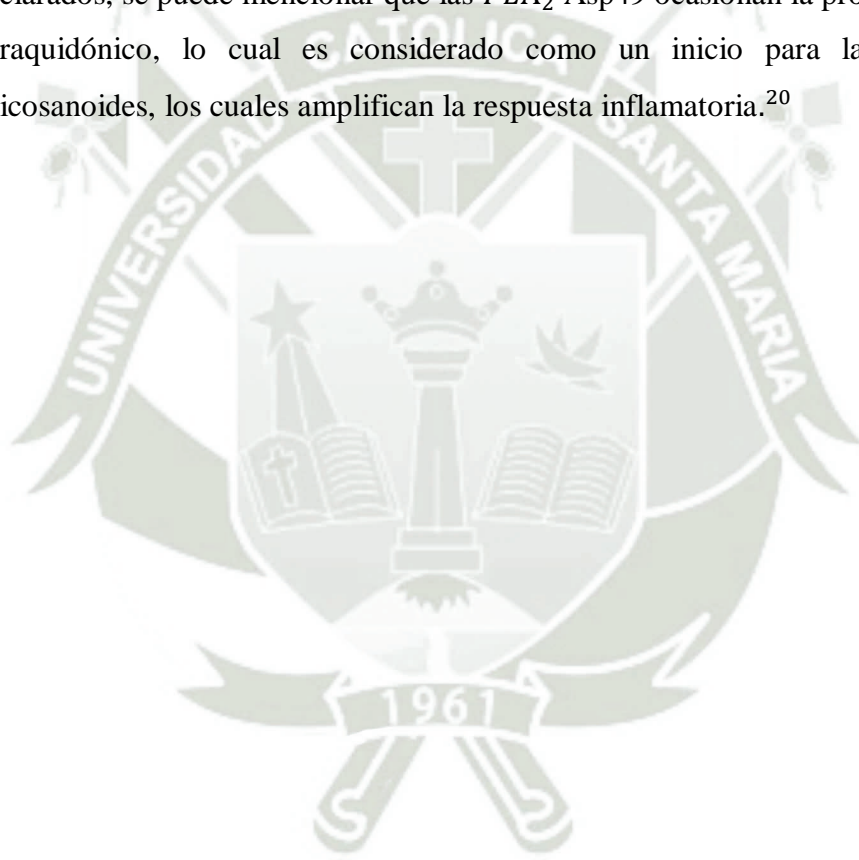 clarados, se puede mencionar que las PLA₂ Asp49 ocasionan la pro
raquidónico, lo cual es considerado como un inicio para la
icosanoides, los cuales amplifican la respuesta inflamatoria.²⁰
CATOLICA
UNIVERSIDAD SANTA MARIA
1961